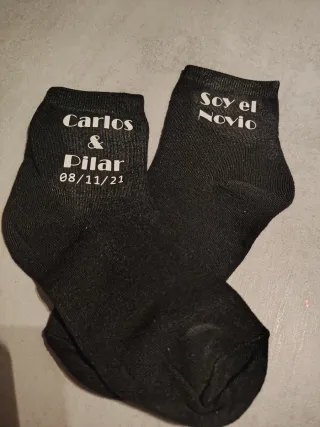 Carlos
&
Pilar
08/11/21
Soy el
Novio